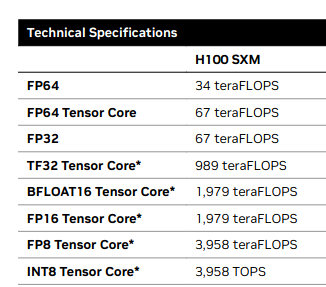 Technical Specifications
H100 SXM
FP64 34 teraFLOPS
FP64 Tensor Core 67 teraFLOPS
FP32 67 teraFLOPS
TF32 Tensor Core* 989 teraFLOPS
BFLOAT16 Tensor Core* 1,979 teraFLOPS
FP16 Tensor Core* 1,979 teraFLOPS
FP8 Tensor Core* 3,958 teraFLOPS
INT8 Tensor Core* 3,958 TOPS